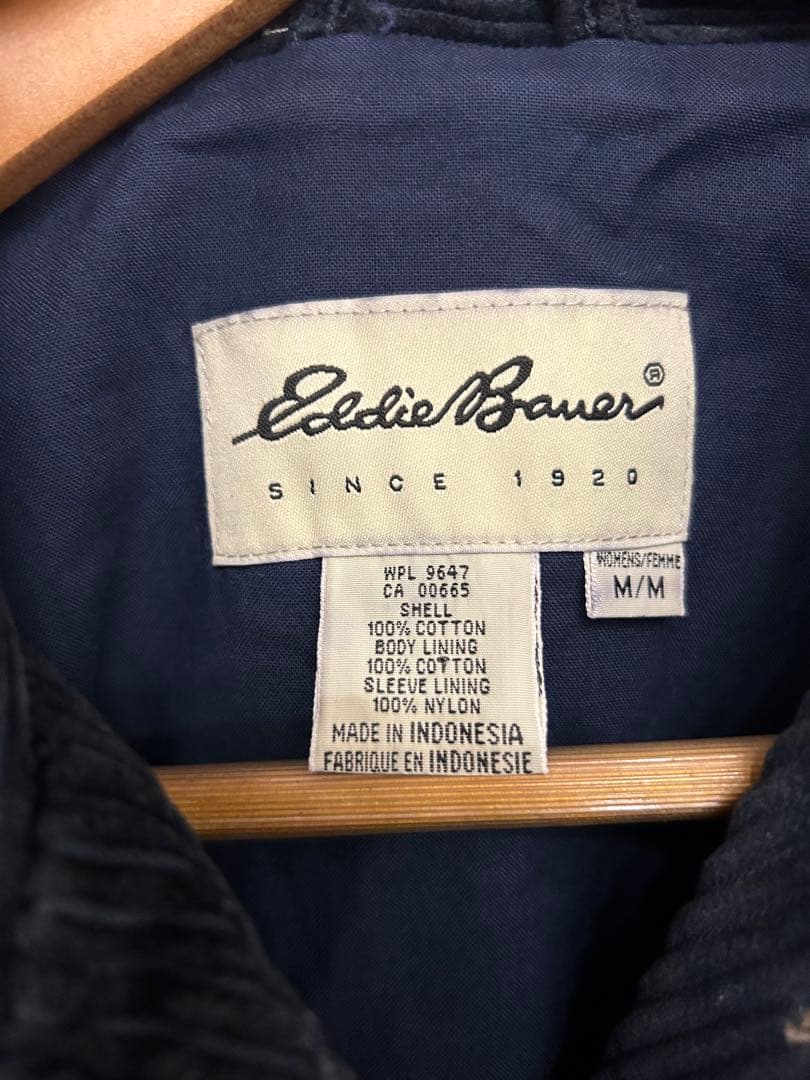 Eddie Bauer®
SINCE 1920
WOMENS/FEMME
M/M
WPL 9647
CA 00665
SHELL
100% COTTON
BODY LINING
100% COTTON
SLEEVE LINING
100% NYLON
MADE IN INDONESIA
FABRIQUE EN INDONESIE